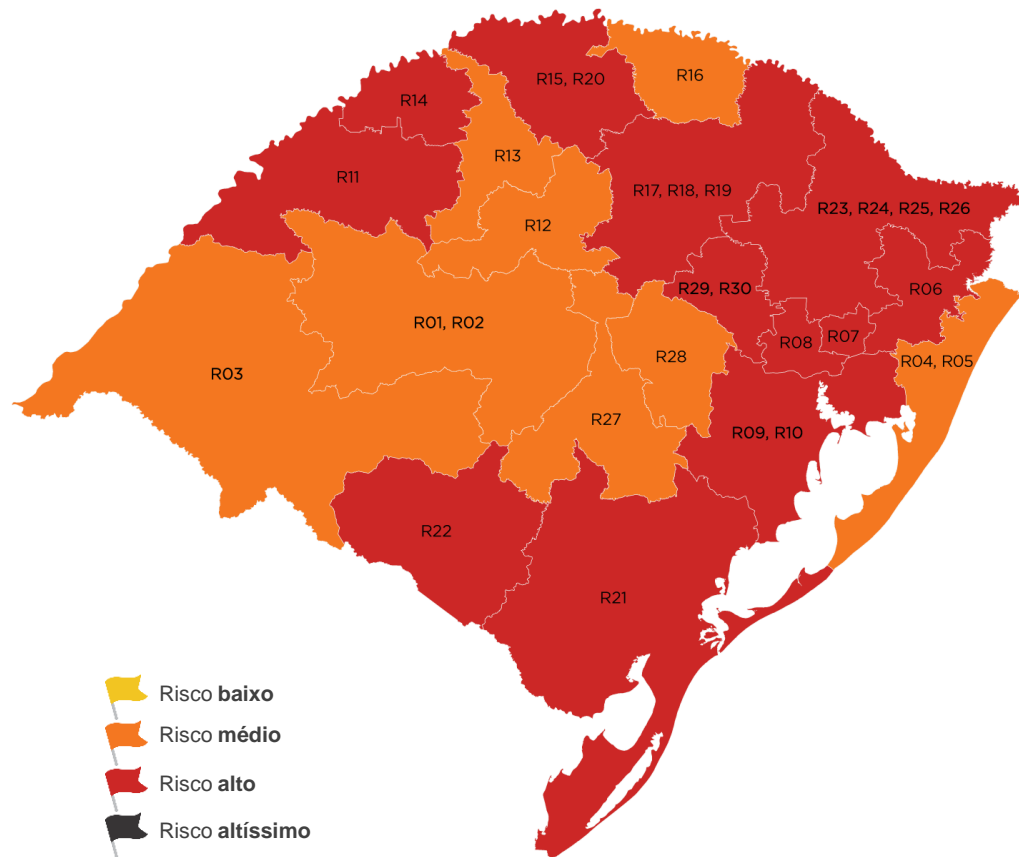 R15, R20
R16
R14
R13
R11
R17, R18, R19
R23, R24, R25, R26
R12
R06
R29, R30
R01, R02
R08
R07
R28
R04, R05
R03
R27
R09, R10
R22
R21
Risco baixo
Risco médio
Risco alto
Risco altíssimo